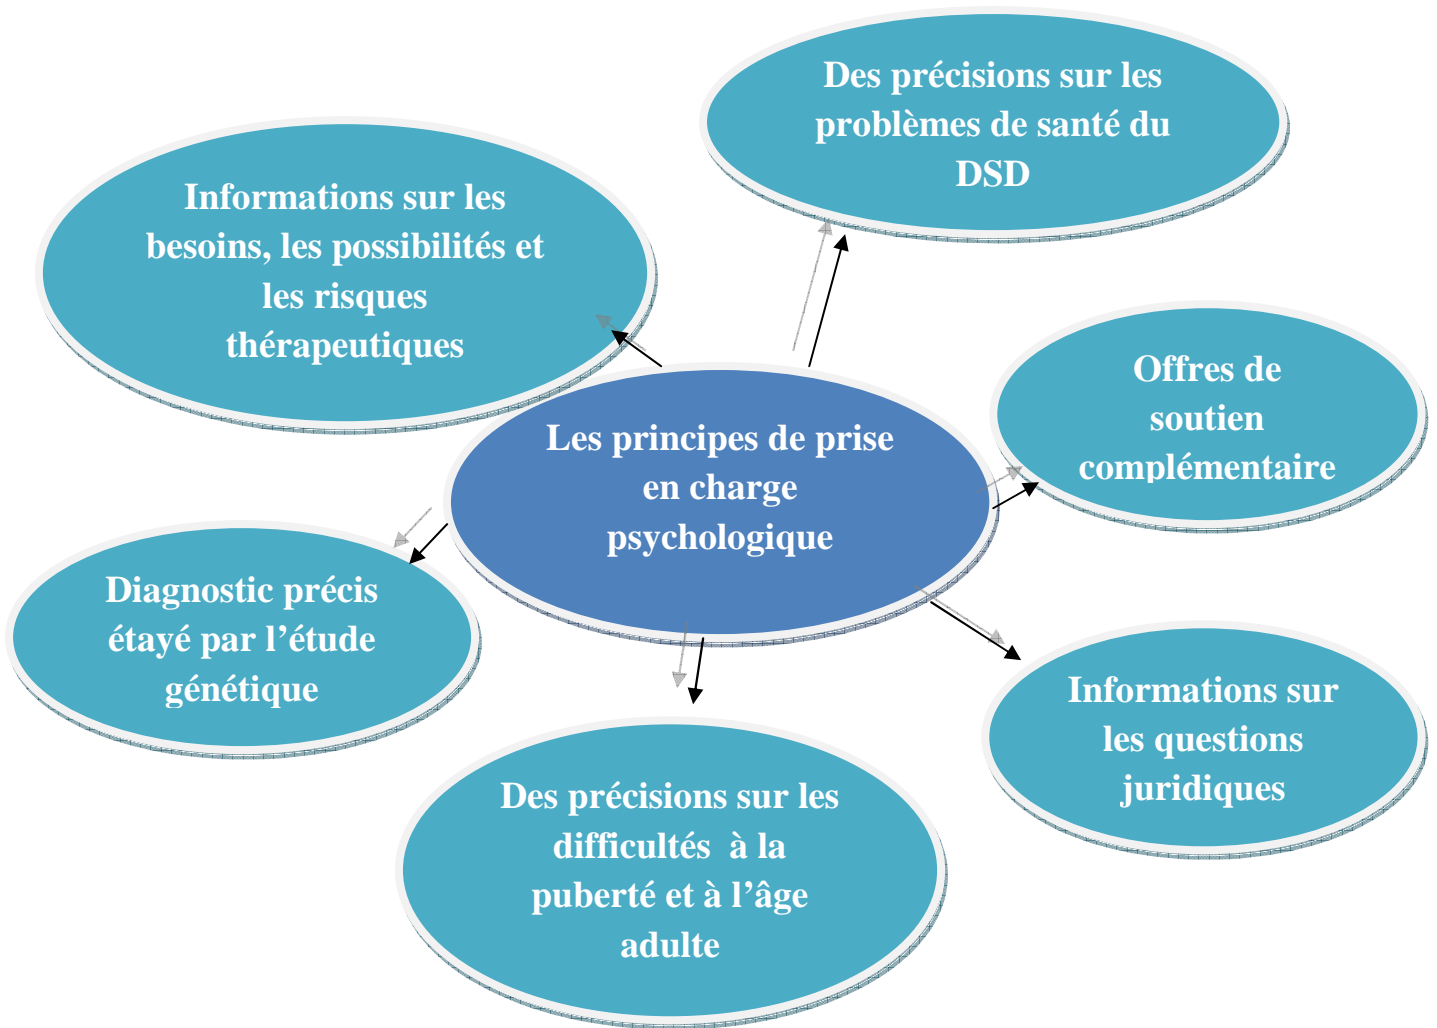 Des précisions sur les
problèmes de santé du
DSD
Informations sur les
besoins, les possibilités et
les risques
thérapeutiques
Offres de
soutien
complémentaire
Les principes de prise
en charge
psychologique
Diagnostic précis
étayé par l’étude
génétique
Informations sur
les questions
juridiques
Des précisions sur les
difficultés  à la
puberté et à l’âge
adulte